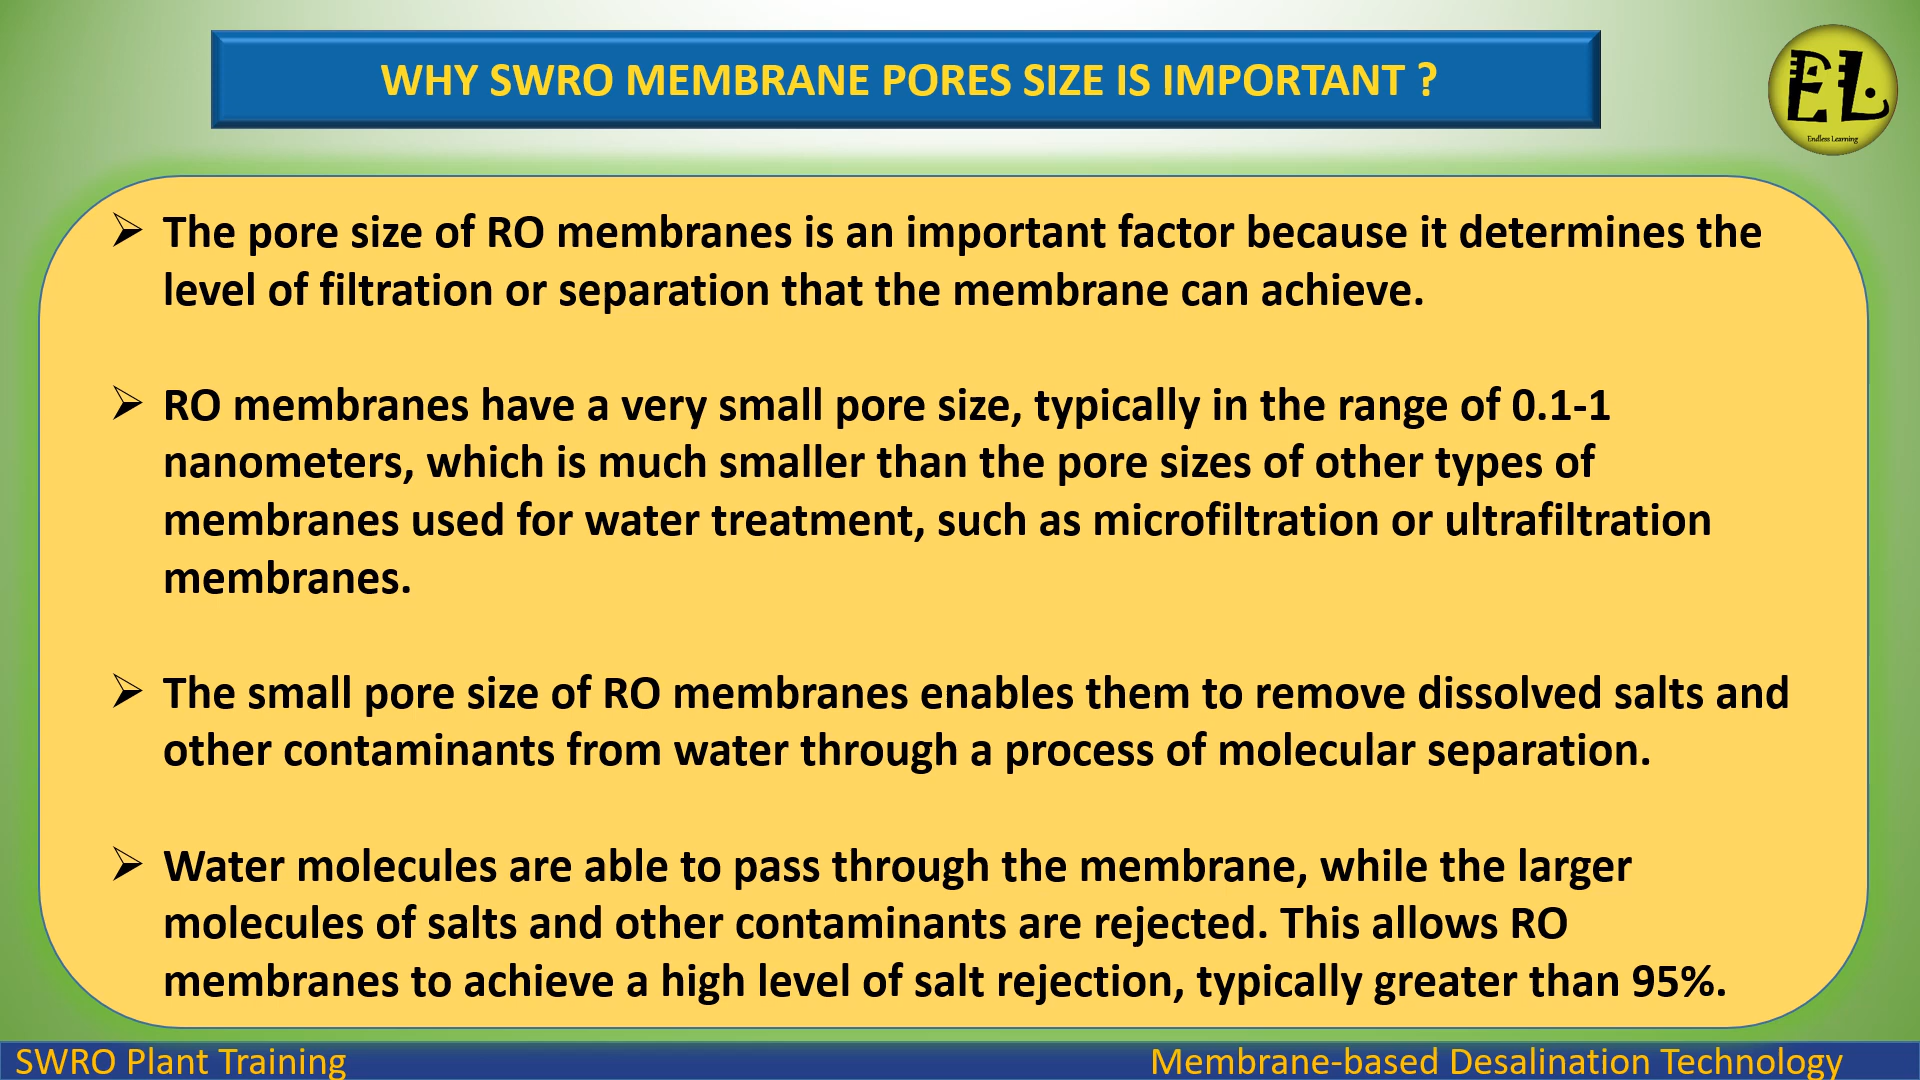 WHY SWRO MEMBRANE PORES SIZE IS IMPORTANT ?
EL
Endless Learning
➢ The pore size of RO membranes is an important factor because it determines the
level of filtration or separation that the membrane can achieve.
➢ RO membranes have a very small pore size, typically in the range of 0.1-1
nanometers, which is much smaller than the pore sizes of other types of
membranes used for water treatment, such as microfiltration or ultrafiltration
membranes.
➢ The small pore size of RO membranes enables them to remove dissolved salts and
other contaminants from water through a process of molecular separation.
➢ Water molecules are able to pass through the membrane, while the larger
molecules of salts and other contaminants are rejected. This allows RO
membranes to achieve a high level of salt rejection, typically greater than 95%.
SWRO Plant Training
Membrane-based Desalination Technology